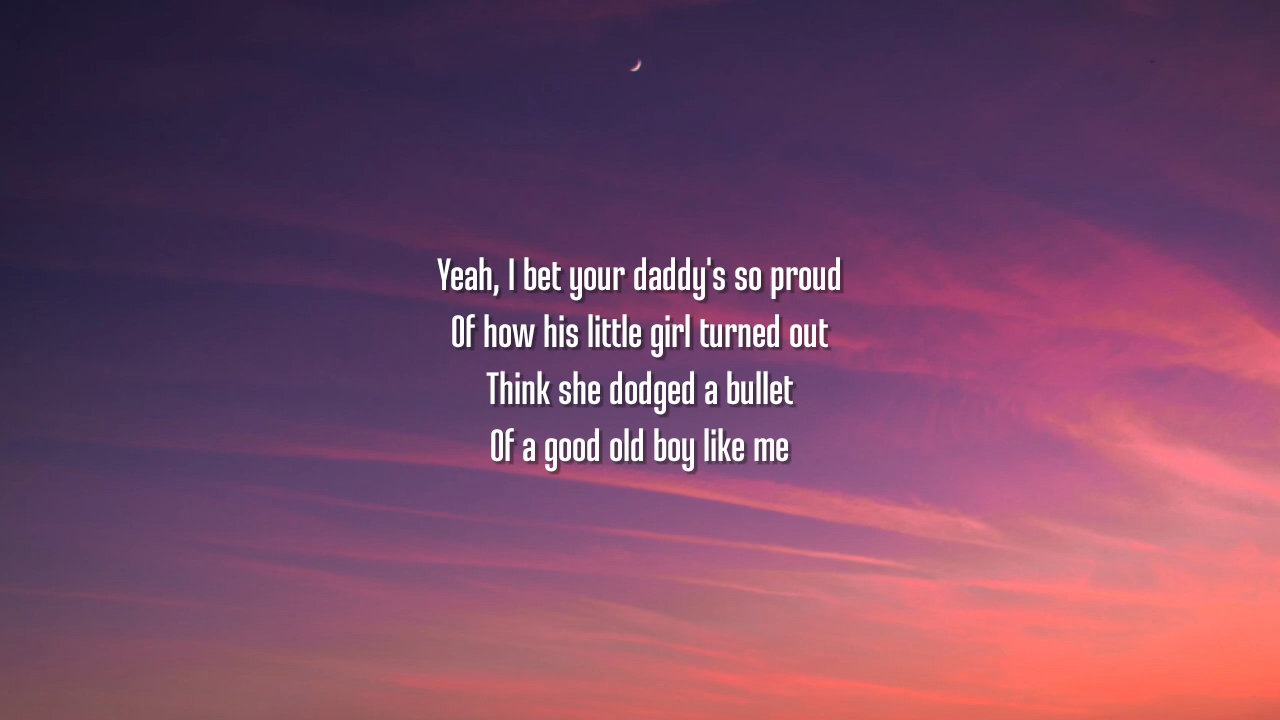 Yeah, I bet your daddy's so proud
Of how his little girl turned out
Think she dodged a bullet
Of a good old boy like me